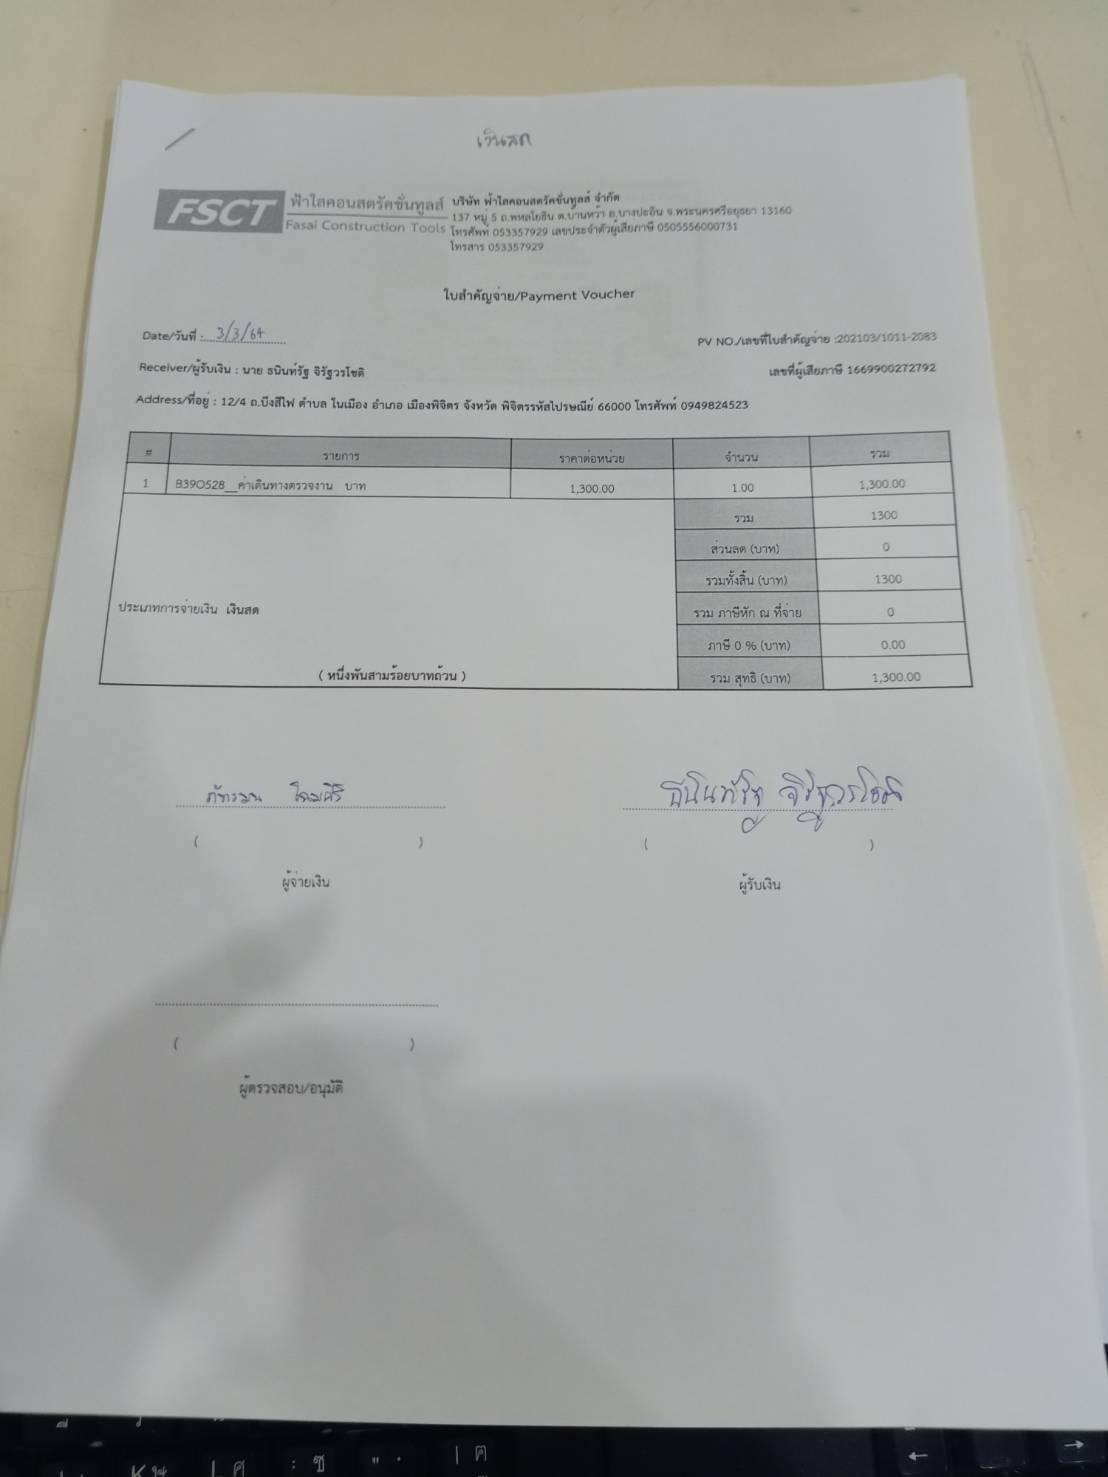 เงินสด
FSCT ฟ้าใสคอนสตรัคชั่นทูลส์
Fasai Construction Tools
บริษัท ฟ้าใสคอนสตรัคชั่นทูลส์ จำกัด
137 หมู่ 5 ถ.พหลโยธิน ต.บ้านหว้า อ.บางปะอิน จ.พระนครศรีอยุธยา 13160
โทรศัพท์ 053357929 เลขประจำตัวผู้เสียภาษี 0505556000731
โทรสาร 053357929
ใบสำคัญจ่าย/Payment Voucher
Date/วันที่ : 3/3/64
PV NO./เลขที่ใบสำคัญจ่าย :202103/1011-2083
Receiver/ผู้รับเงิน : นาย ธนินท์รัฐ จิรัฐวรโชติ
เลขที่ผู้เสียภาษี 1669900272792
Address/ที่อยู่ : 12/4 ถ.บึงสีไฟ ตำบล ในเมือง อำเภอ เมืองพิจิตร จังหวัด พิจิตรรหัสไปรษณีย์ 66000 โทรศัพท์ 0949824523
# รายการ ราคาต่อหน่วย จำนวน รวม
1 B390528__ค่าเดินทางตรวจงาน บาท 1,300.00 1.00 1,300.00
รวม 1300
ส่วนลด (บาท) 0
รวมทั้งสิ้น (บาท) 1300
ประเภทการจ่ายเงิน เงินสด
รวม ภาษีหัก ณ ที่จ่าย 0
ภาษี 0 % (บาท) 0.00
( หนึ่งพันสามร้อยบาทถ้วน )
รวม สุทธิ (บาท) 1,300.00
ธนินท์รัฐ จิรัฐวรโชติ
( ) ( )
ผู้จ่ายเงิน ผู้รับเงิน
( )
ผู้ตรวจสอบ/อนุมัติ